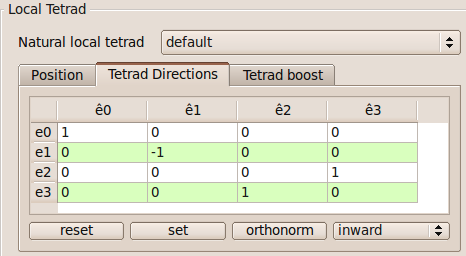 Local Tetrad
Natural local tetrad default
Position Tetrad Directions Tetrad boost
ê0 ê1 ê2 ê3
e0 1 0 0 0
e1 0 -1 0 0
e2 0 0 0 1
e3 0 0 1 0
reset set orthonorm inward